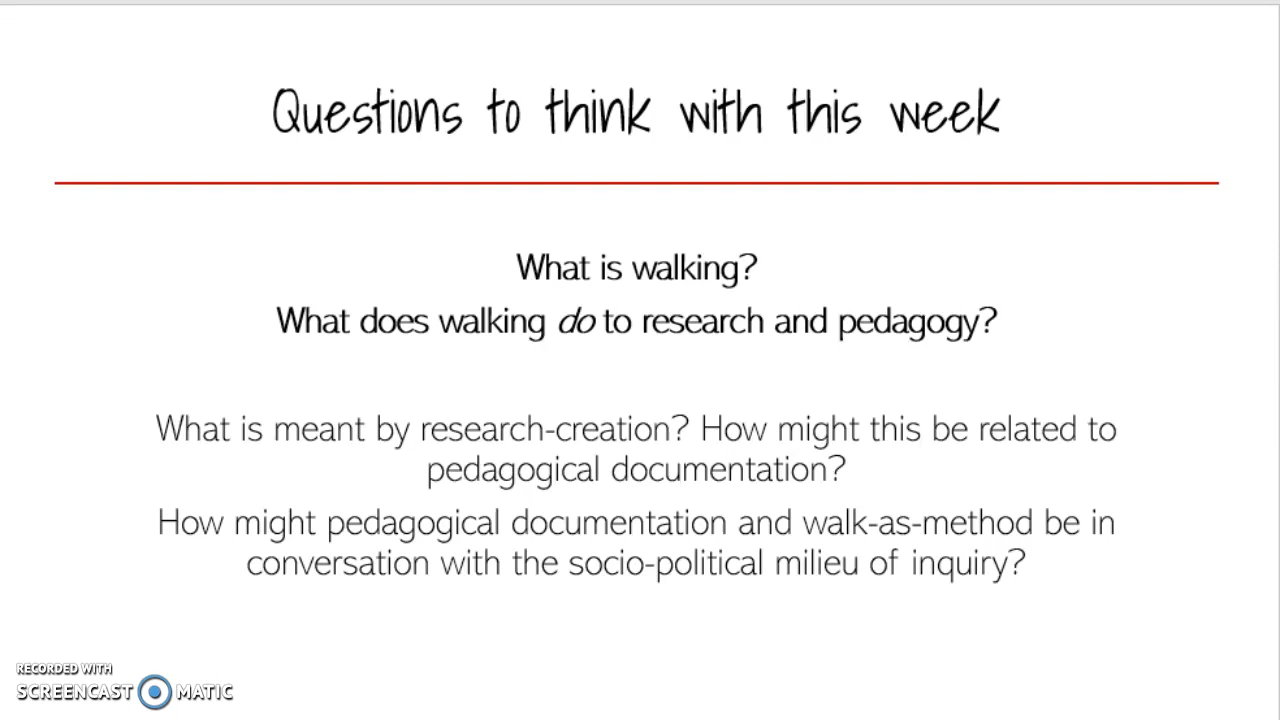 Questions to think with this week
What is walking?
What does walking do to research and pedagogy?
What is meant by research-creation? How might this be related to
pedagogical documentation?
How might pedagogical documentation and walk-as-method be in
conversation with the socio-political milieu of inquiry?
RECORDED WITH
SCREENCAST MATIC